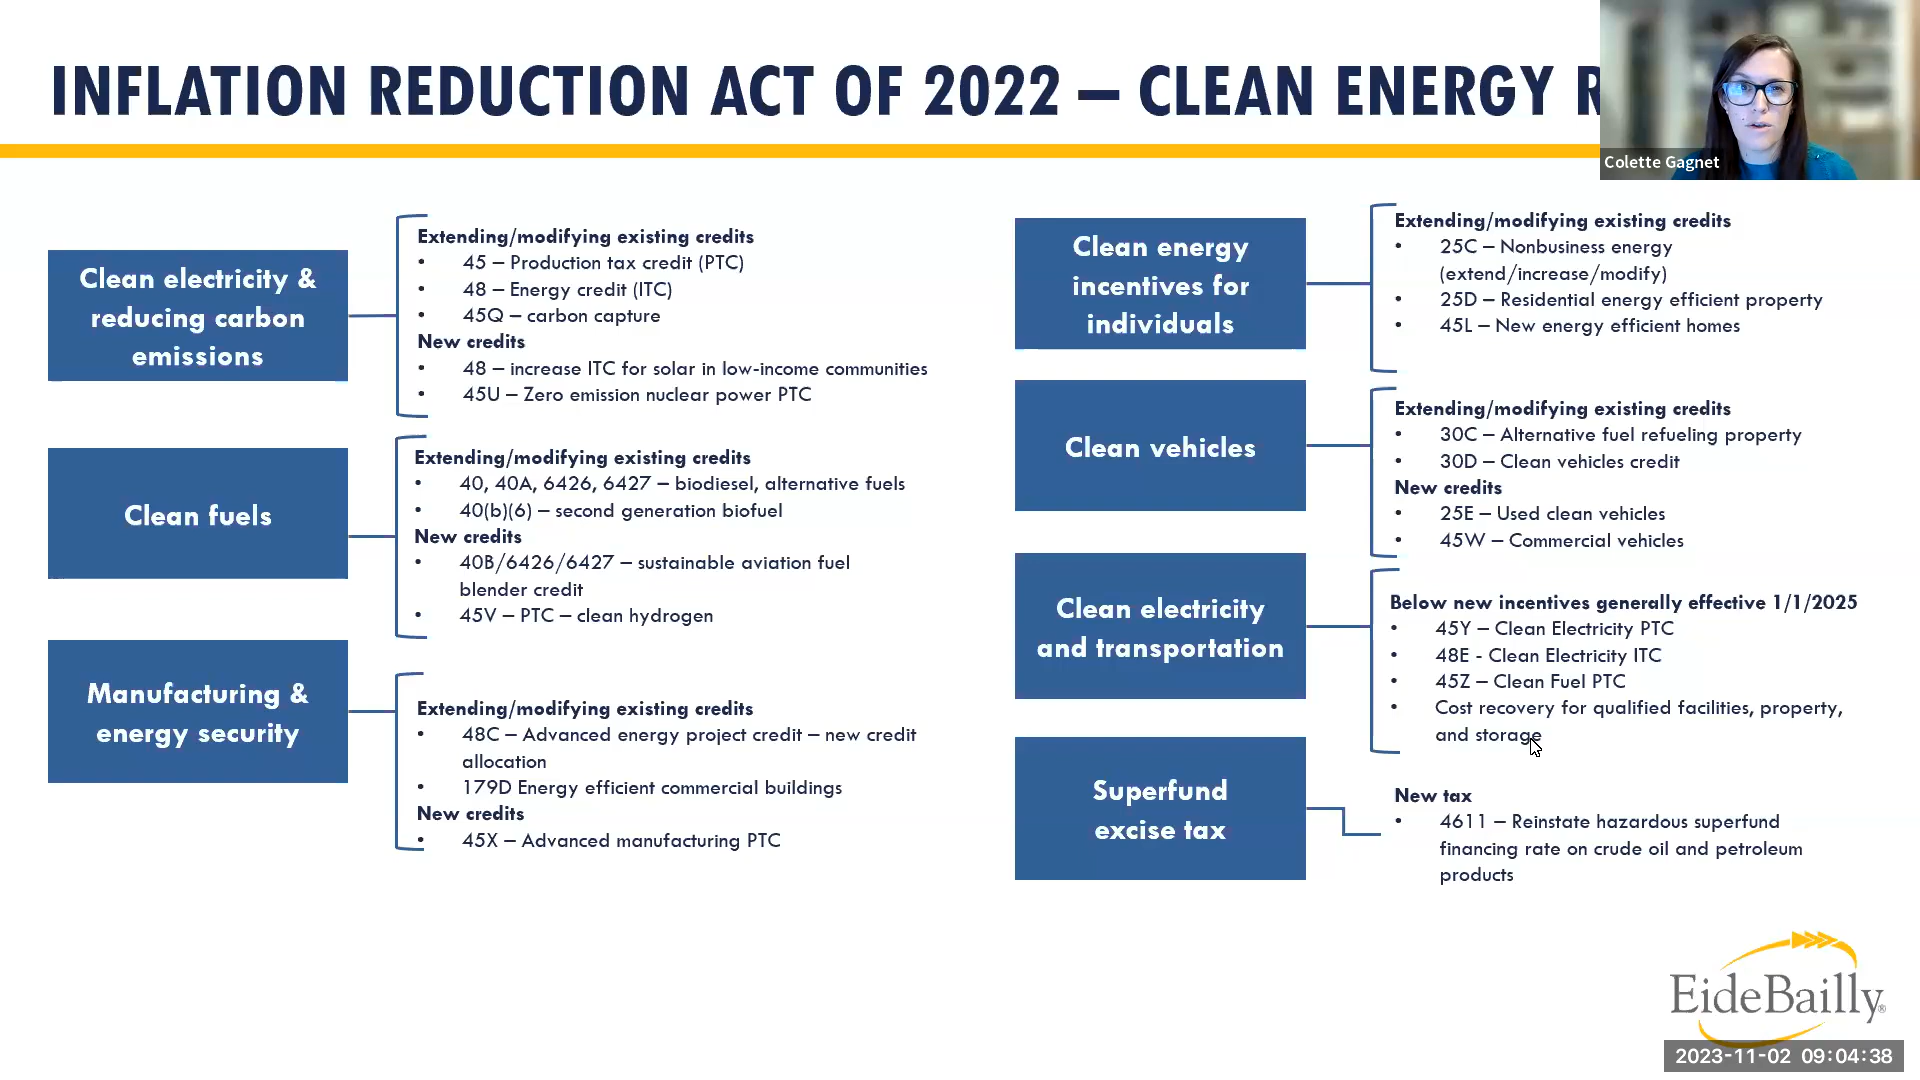 INFLATION REDUCTION ACT OF 2022 – CLEAN ENERGY
Colette Gagnet
Clean electricity &
reducing carbon
emissions
Extending/modifying existing credits
• 45 – Production tax credit (PTC)
• 48 – Energy credit (ITC)
• 45Q – carbon capture
New credits
• 48 – increase ITC for solar in low-income communities
• 45U – Zero emission nuclear power PTC
Clean fuels
Extending/modifying existing credits
• 40, 40A, 6426, 6427 – biodiesel, alternative fuels
• 40(b)(6) – second generation biofuel
New credits
• 40B/6426/6427 – sustainable aviation fuel
blender credit
• 45V – PTC – clean hydrogen
Manufacturing &
energy security
Extending/modifying existing credits
• 48C – Advanced energy project credit – new credit
allocation
• 179D Energy efficient commercial buildings
New credits
• 45X – Advanced manufacturing PTC
Clean energy
incentives for
individuals
Extending/modifying existing credits
• 25C – Nonbusiness energy
(extend/increase/modify)
• 25D – Residential energy efficient property
• 45L – New energy efficient homes
Clean vehicles
Extending/modifying existing credits
• 30C – Alternative fuel refueling property
• 30D – Clean vehicles credit
New credits
• 25E – Used clean vehicles
• 45W – Commercial vehicles
Clean electricity
and transportation
Below new incentives generally effective 1/1/2025
• 45Y – Clean Electricity PTC
• 48E - Clean Electricity ITC
• 45Z – Clean Fuel PTC
• Cost recovery for qualified facilities, property,
and storage
Superfund
excise tax
New tax
• 4611 – Reinstate hazardous superfund
financing rate on crude oil and petroleum
products
EideBailly®
2023-11-02 09:04:38